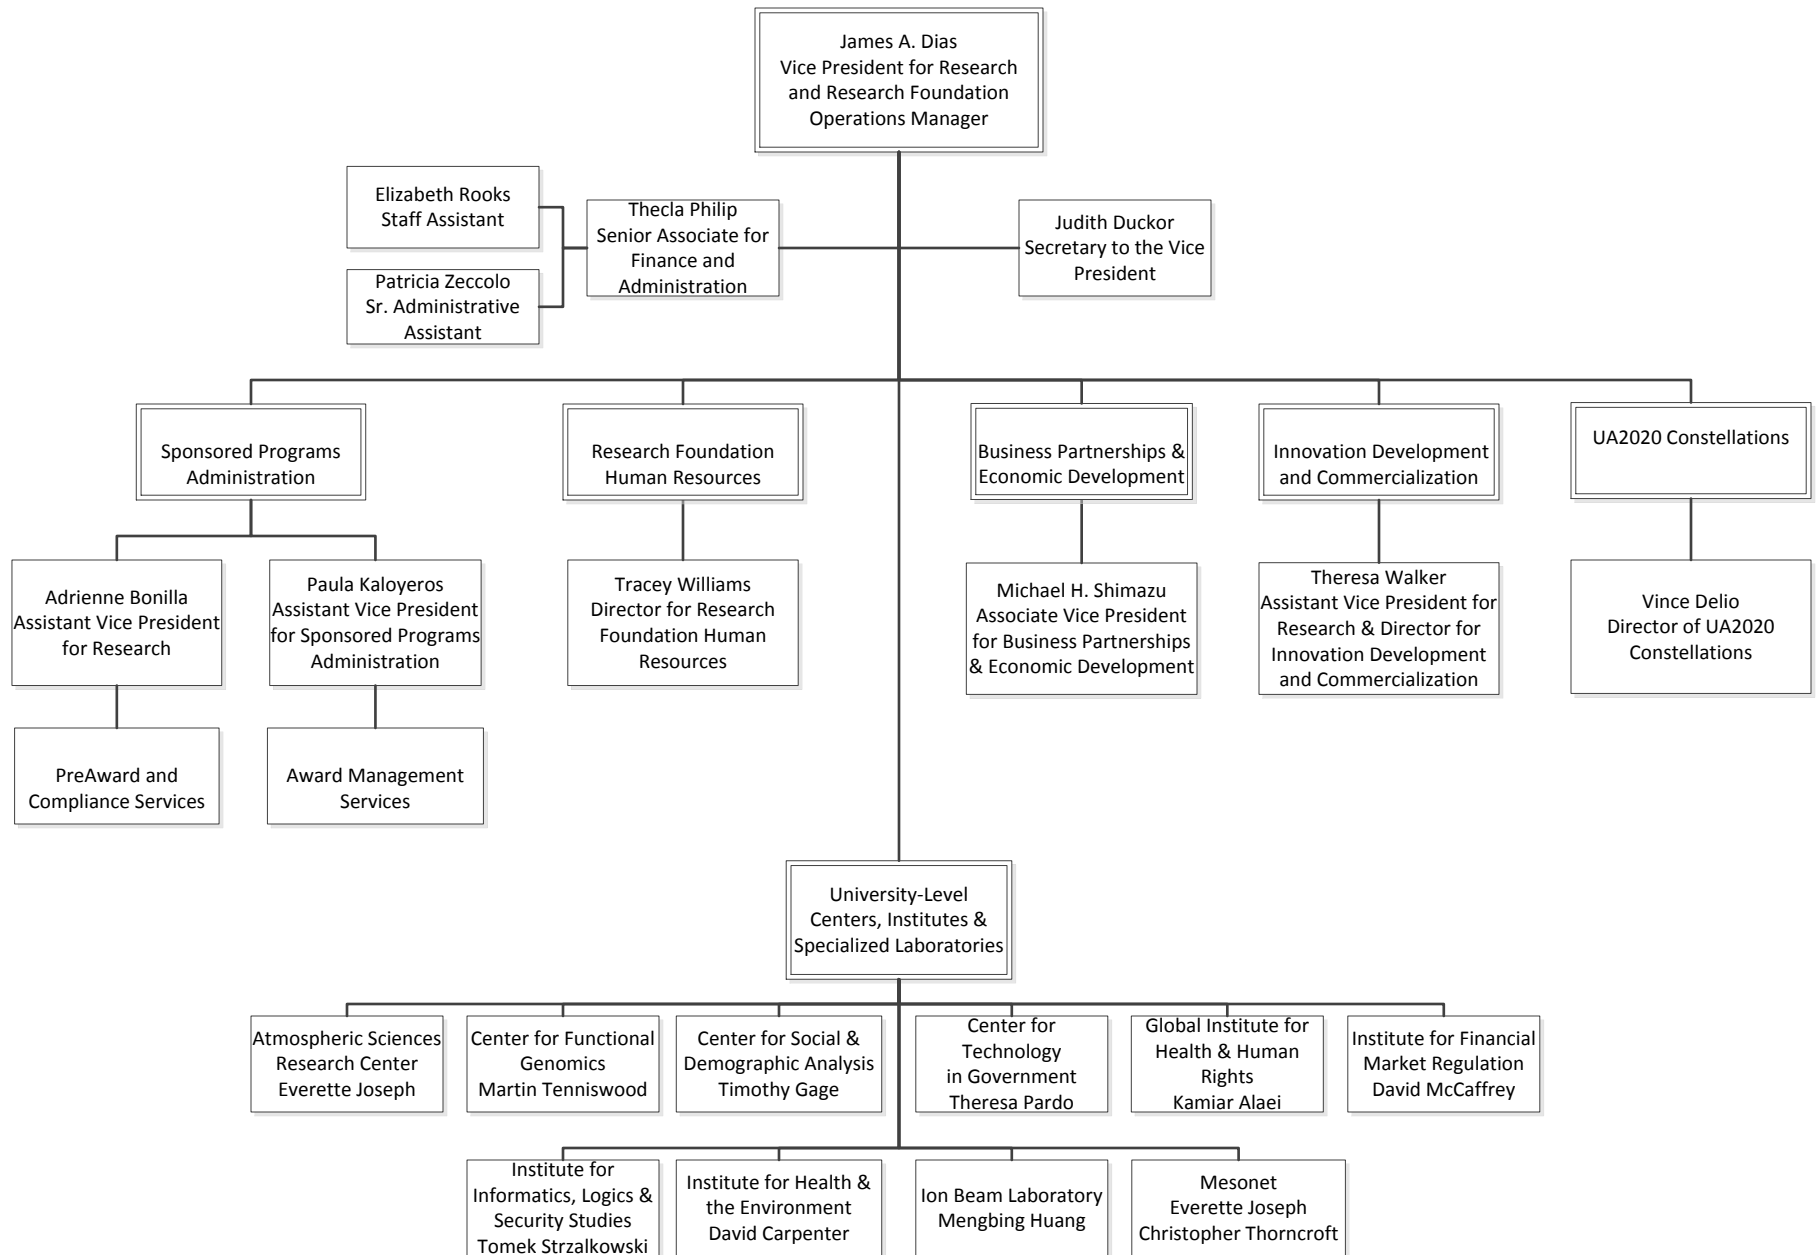 James A. Dias
Vice President for Research
and Research Foundation
Operations Manager
Elizabeth Rooks
Staff Assistant
Thecla Philip
Senior Associate for
Finance and
Administration
Judith Duckor
Secretary to the Vice
President
Patricia Zeccolo
Sr. Administrative
Assistant
Sponsored Programs
Administration
Research Foundation
Human Resources
Business Partnerships &
Economic Development
Innovation Development
and Commercialization
UA2020 Constellations
Adrienne Bonilla
Assistant Vice President
for Research
Paula Kaloyeros
Assistant Vice President
for Sponsored Programs
Administration
Tracey Williams
Director for Research
Foundation Human
Resources
Michael H. Shimazu
Associate Vice President
for Business Partnerships
& Economic Development
Theresa Walker
Assistant Vice President for
Research & Director for
Innovation Development
and Commercialization
Vince Delio
Director of UA2020
Constellations
PreAward and
Compliance Services
Award Management
Services
University-Level
Centers, Institutes &
Specialized Laboratories
Atmospheric Sciences
Research Center
Everette Joseph
Center for Functional
Genomics
Martin Tenniswood
Center for Social &
Demographic Analysis
Timothy Gage
Center for
Technology
in Government
Theresa Pardo
Global Institute for
Health & Human
Rights
Kamiar Alaei
Institute for Financial
Market Regulation
David McCaffrey
Institute for
Informatics, Logics &
Security Studies
Tomek Strzalkowski
Institute for Health &
the Environment
David Carpenter
Ion Beam Laboratory
Mengbing Huang
Mesonet
Everette Joseph
Christopher Thorncroft